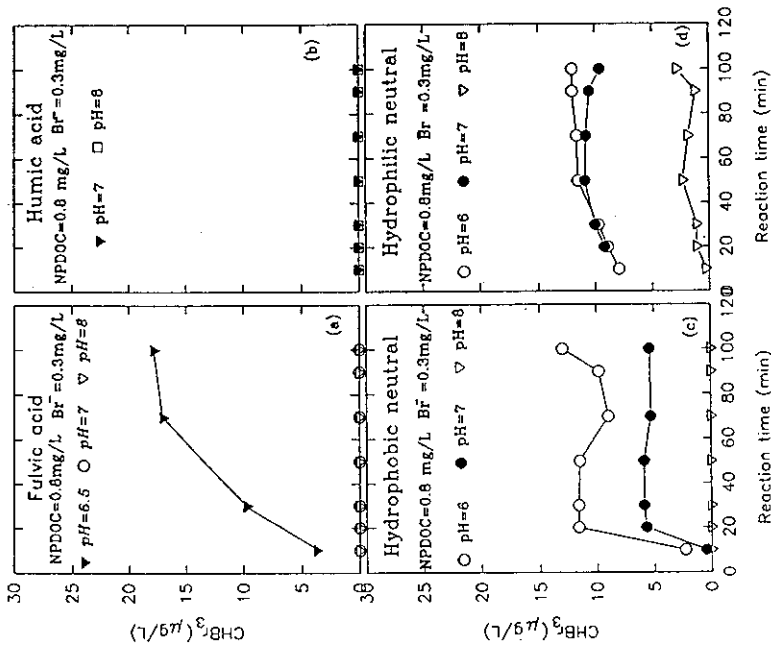 Fulvic acid
NPDOC=0.8mg/L Br⁻=0.3mg/L
▼ pH=6.5 ○ pH=7 ▽ pH=8
(a)
30
25
20
15
10
5
CHBr₃(μg/L)
Humic acid
NPDOC=0.8 mg/L Br⁻=0.3mg/L
▼ pH=7 □ pH=8
(b)
Hydrophobic neutral
NPDOC=0.8 mg/L Br⁻=0.3mg/L
○ pH=6 ● pH=7 ▽ pH=8
(c)
25
20
15
10
5
0
CHBr₃(μg/L)
0 20 40 60 80 100 120
Reaction time (min)
Hydrophilic neutral
NPDOC=0.8mg/L Br⁻=0.3mg/L
○ pH=6 ● pH=7 ▽ pH=8
(d)
20 40 60 80 100 120
Reaction time (min)